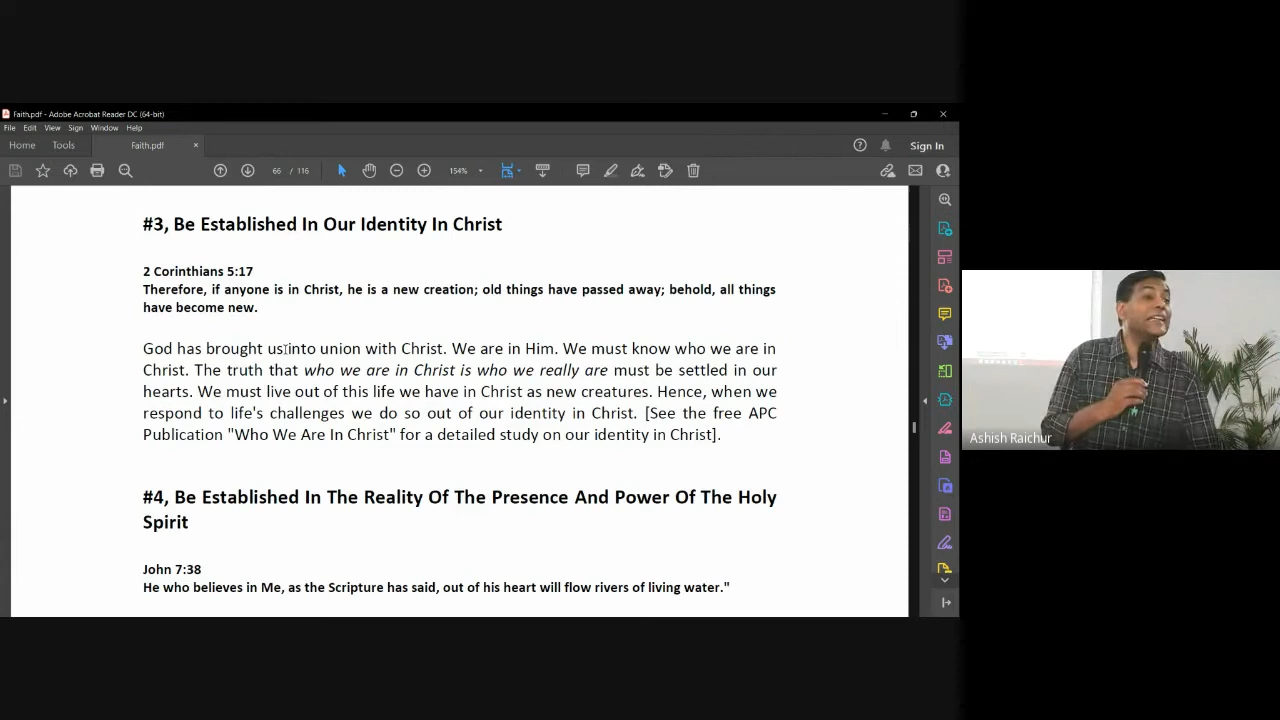 Faith.pdf - Adobe Acrobat Reader DC (64-bit)
File Edit View Sign Window Help
Home Tools Faith.pdf × Sign In
66 / 116 154%
#3, Be Established In Our Identity In Christ
2 Corinthians 5:17
Therefore, if anyone is in Christ, he is a new creation; old things have passed away; behold, all things
have become new.
God has brought us into union with Christ. We are in Him. We must know who we are in
Christ. The truth that who we are in Christ is who we really are must be settled in our
hearts. We must live out of this life we have in Christ as new creatures. Hence, when we
respond to life's challenges we do so out of our identity in Christ. [See the free APC
Publication "Who We Are In Christ" for a detailed study on our identity in Christ].
#4, Be Established In The Reality Of The Presence And Power Of The Holy
Spirit
John 7:38
He who believes in Me, as the Scripture has said, out of his heart will flow rivers of living water."
Ashish Raichur